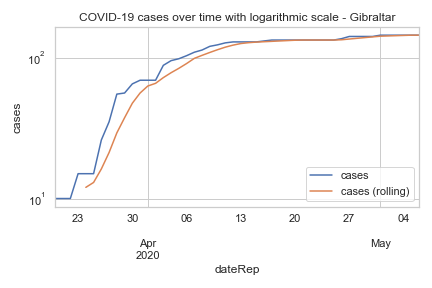 COVID-19 cases over time with logarithmic scale - Gibraltar
cases
10²
10¹
cases
cases (rolling)
23 30 06 13 20 27 04
Apr May
2020
dateRep